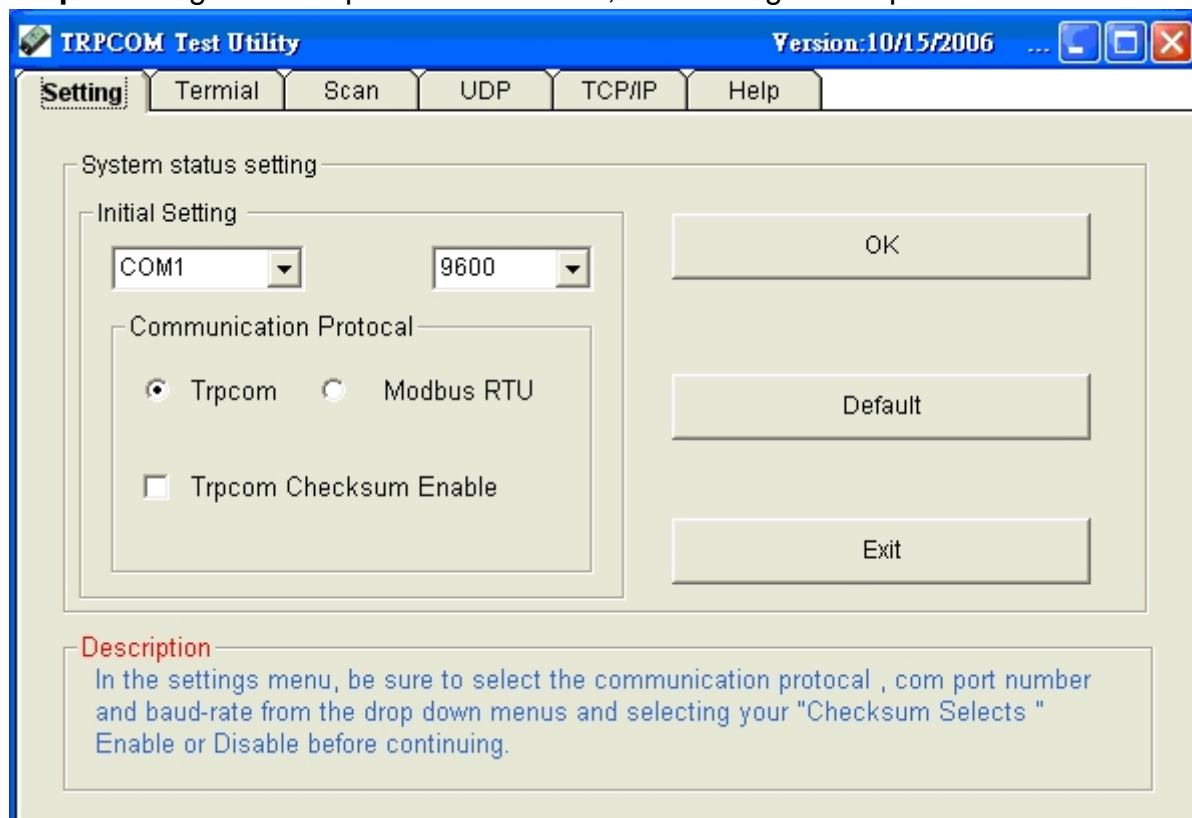 TRPCOM Test Utility Version:10/15/2006 ...
Setting Termial Scan UDP TCP/IP Help
System status setting
Initial Setting
COM1 9600
OK
Communication Protocal
Trpcom Modbus RTU
Default
Trpcom Checksum Enable
Exit
Description
In the settings menu, be sure to select the communication protocal , com port number
and baud-rate from the drop down menus and selecting your "Checksum Selects "
Enable or Disable before continuing.